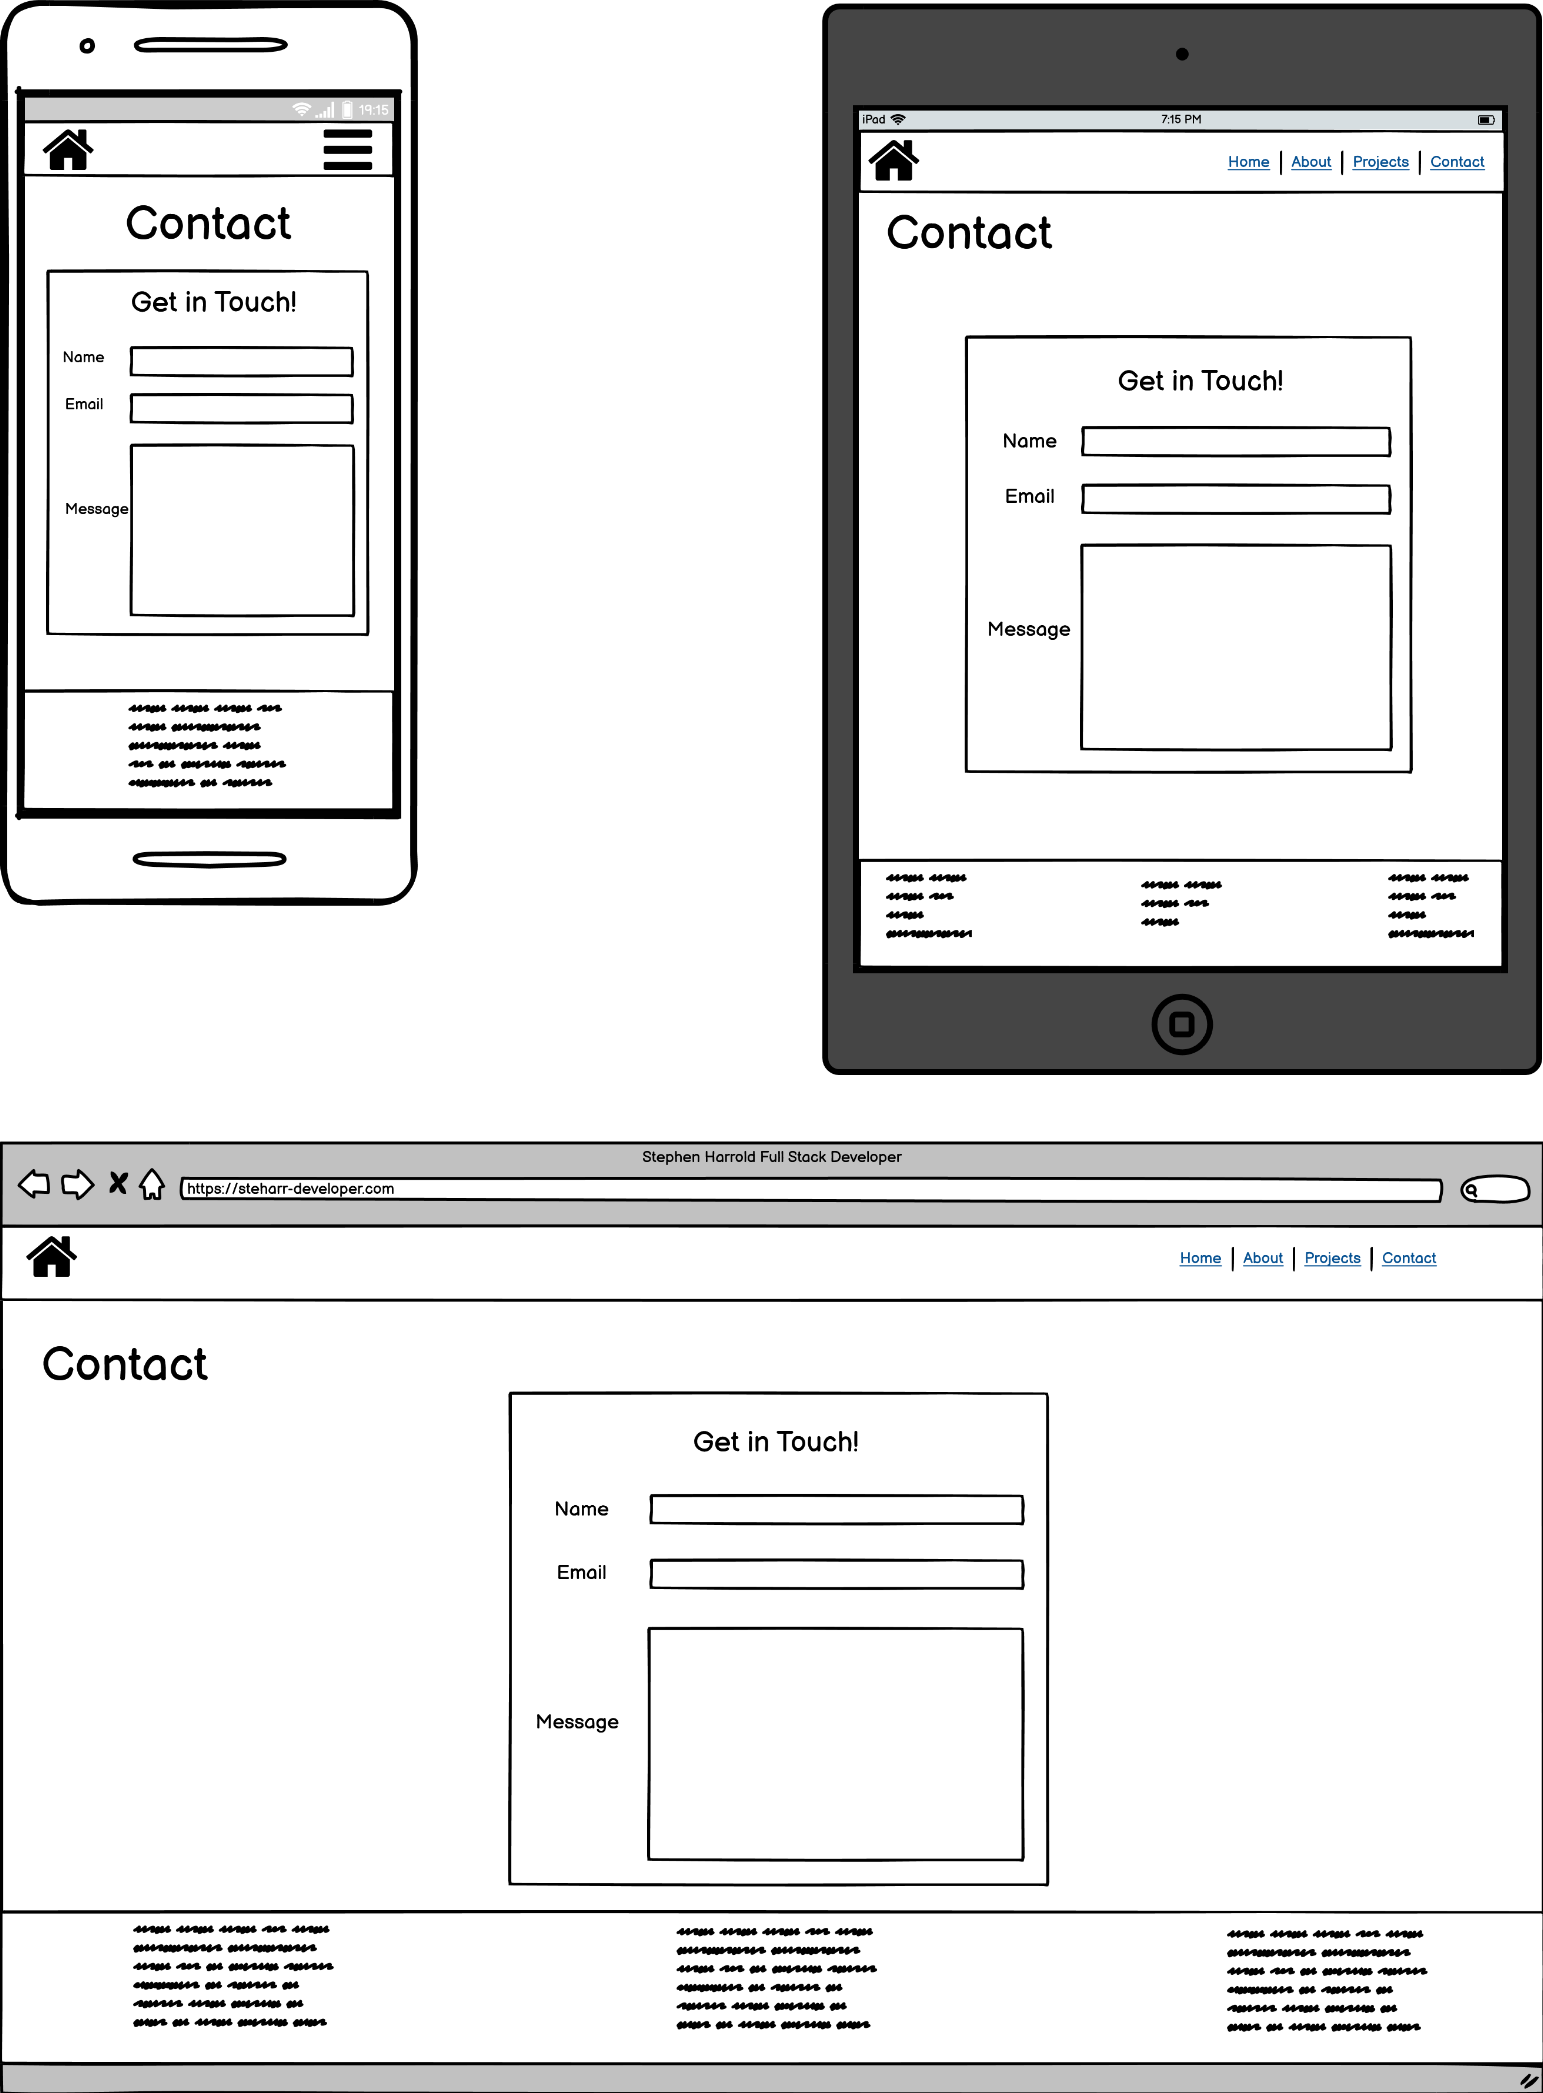 19:15
Contact
Get in Touch!
Name
Email
Message
iPad
7:15 PM
Home
About
Projects
Contact
Contact
Get in Touch!
Name
Email
Message
Stephen Harrold Full Stack Developer
https://steharr-developer.com
Home
About
Projects
Contact
Contact
Get in Touch!
Name
Email
Message